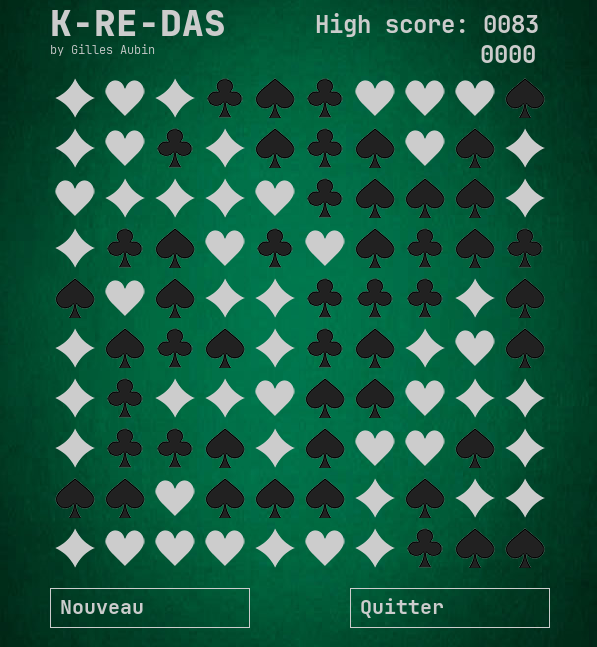 K-RE-DAS
High score: 0083
by Gilles Aubin
0000
Nouveau
Quitter